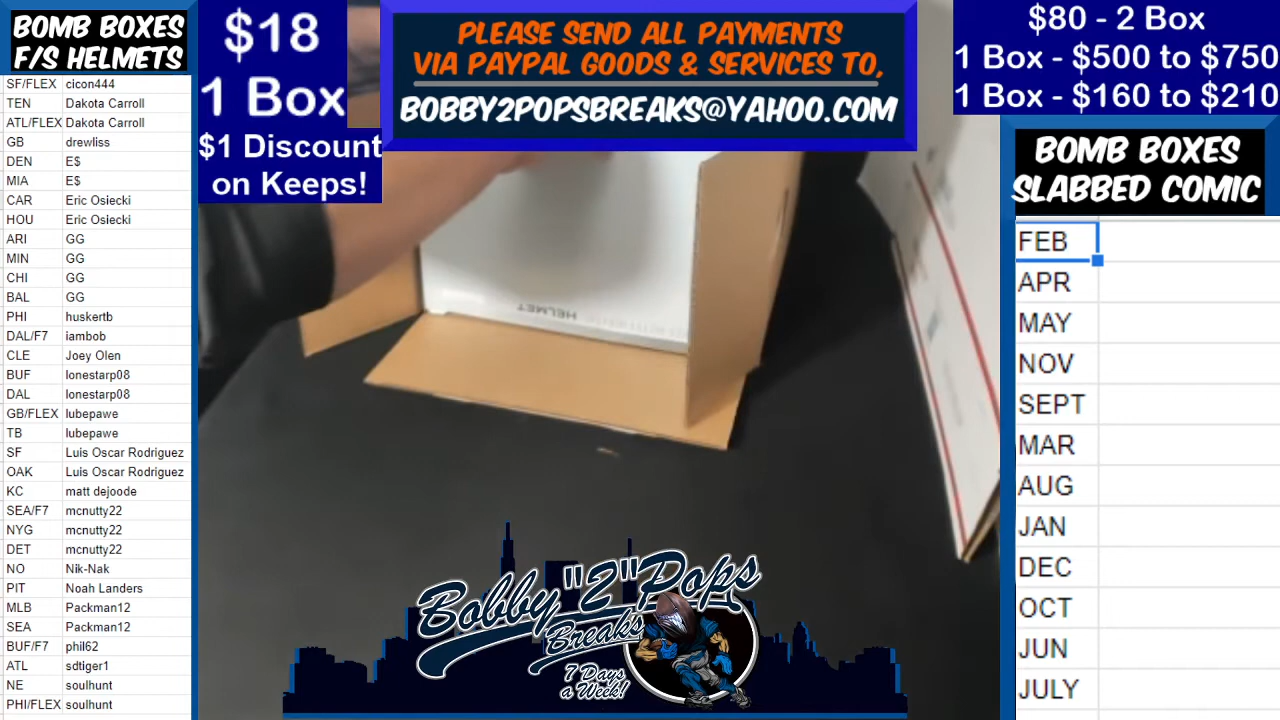 BOMB BOXES
F/S HELMETS
SF/FLEX cicon444
TEN Dakota Carroll
ATL/FLEX Dakota Carroll
GB drewliss
DEN E$
MIA E$
CAR Eric Osiecki
HOU Eric Osiecki
ARI GG
MIN GG
CHI GG
BAL GG
PHI huskertb
DAL/F7 iambob
CLE Joey Olen
BUF lonestarp08
DAL lonestarp08
GB/FLEX lubepawe
TB lubepawe
SF Luis Oscar Rodriguez
OAK Luis Oscar Rodriguez
KC matt dejoode
SEA/F7 mcnutty22
NYG mcnutty22
DET mcnutty22
NO Nik-Nak
PIT Noah Landers
MLB Packman12
SEA Packman12
BUF/F7 phil62
ATL sdtiger1
NE soulhunt
PHI/FLEX soulhunt
$18
1 Box
$1 Discount
on Keeps!
PLEASE SEND ALL PAYMENTS
VIA PAYPAL GOODS & SERVICES TO,
BOBBY2POPSBREAKS@YAHOO.COM
HELMET
Bobby "2" Pops
Breaks
7 Days
a Week!
$80 - 2 Box
1 Box - $500 to $750
1 Box - $160 to $210
BOMB BOXES
SLABBED COMIC
FEB
APR
MAY
NOV
SEPT
MAR
AUG
JAN
DEC
OCT
JUN
JULY